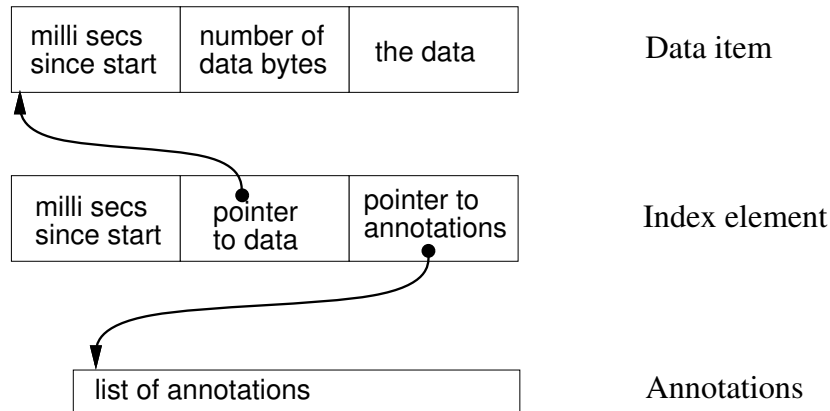 milli secs
since start
number of
data bytes
the data
Data item
milli secs
since start
pointer
to data
pointer to
annotations
Index element
list of annotations
Annotations